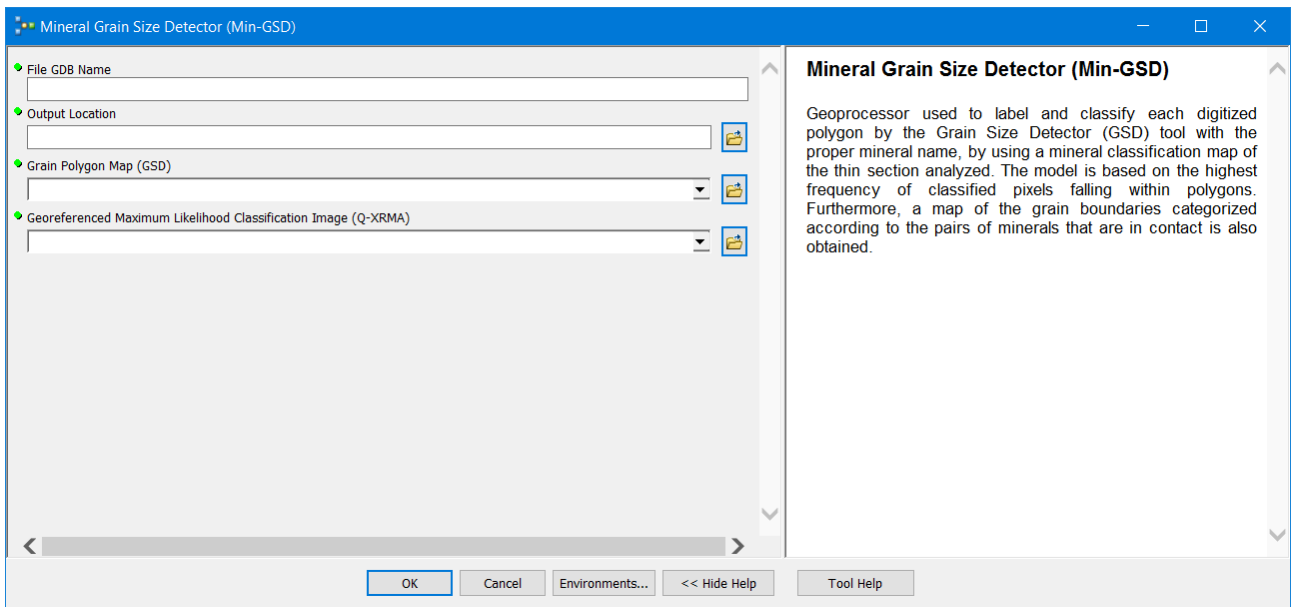 Mineral Grain Size Detector (Min-GSD)
File GDB Name
Output Location
Grain Polygon Map (GSD)
Georeferenced Maximum Likelihood Classification Image (Q-XRMA)
Mineral Grain Size Detector (Min-GSD)
Geoprocessor used to label and classify each digitized
polygon by the Grain Size Detector (GSD) tool with the
proper mineral name, by using a mineral classification map of
the thin section analyzed. The model is based on the highest
frequency of classified pixels falling within polygons.
Furthermore, a map of the grain boundaries categorized
according to the pairs of minerals that are in contact is also
obtained.
OK
Cancel
Environments...
<< Hide Help
Tool Help